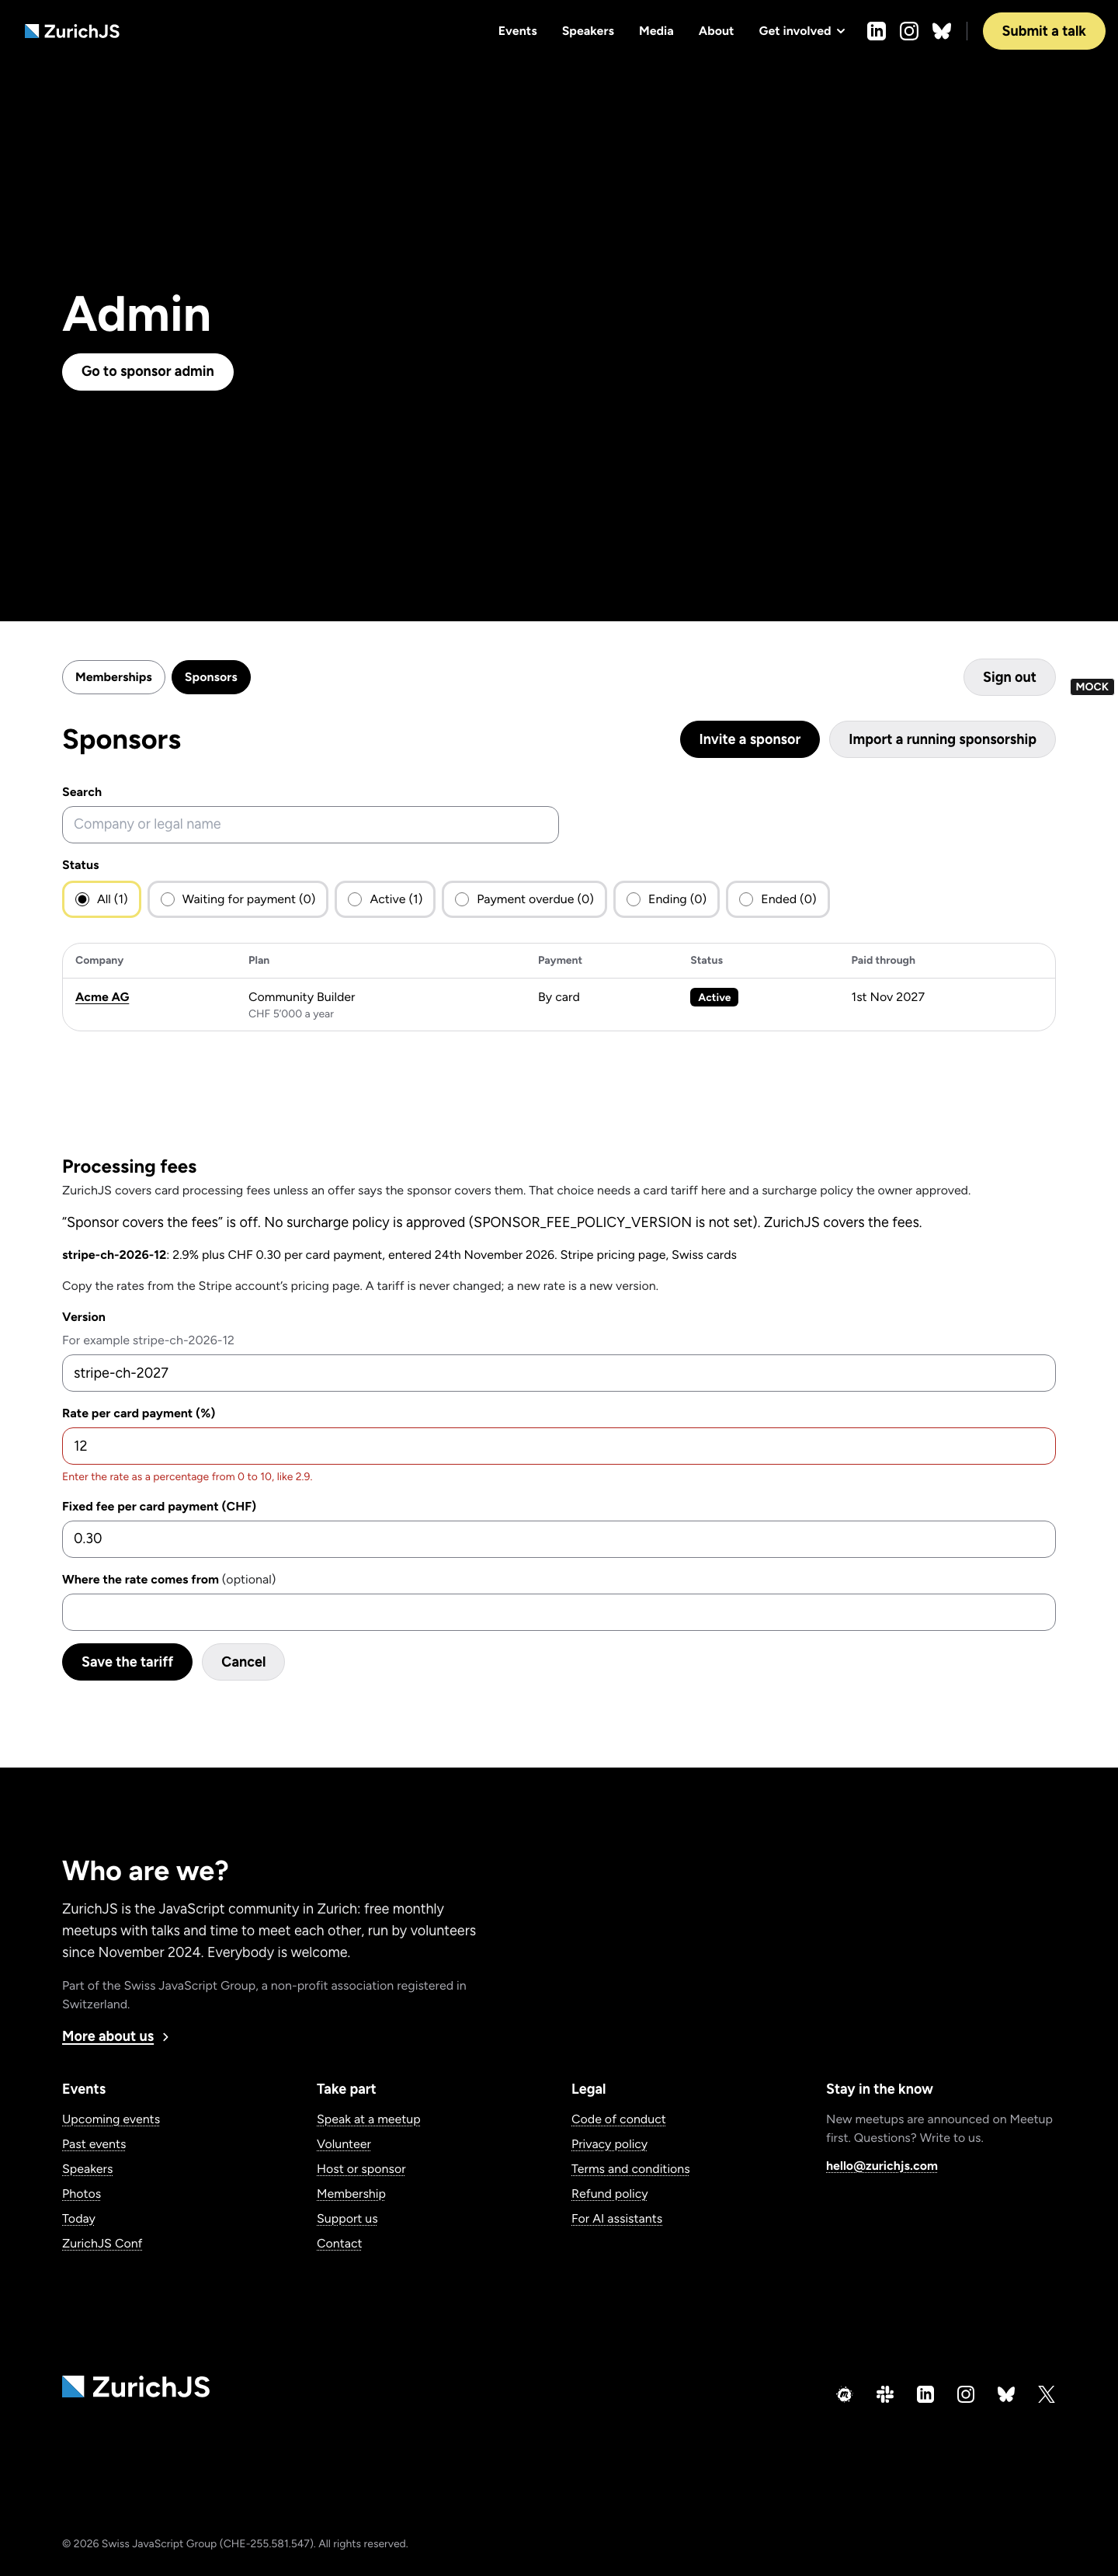 ZurichJS
Events
Speakers
Media
About
Get involved
Submit a talk
Admin
Go to sponsor admin
Memberships
Sponsors
Sign out
MOCK
Sponsors
Invite a sponsor
Import a running sponsorship
Search
Company or legal name
Status
All (1)
Waiting for payment (0)
Active (1)
Payment overdue (0)
Ending (0)
Ended (0)
Company
Plan
Payment
Status
Paid through
Acme AG
Community Builder
CHF 5’000 a year
By card
Active
1st Nov 2027
Processing fees
ZurichJS covers card processing fees unless an offer says the sponsor covers them. That choice needs a card tariff here and a surcharge policy the owner approved.
“Sponsor covers the fees” is off. No surcharge policy is approved (SPONSOR_FEE_POLICY_VERSION is not set). ZurichJS covers the fees.
stripe-ch-2026-12: 2.9% plus CHF 0.30 per card payment, entered 24th November 2026. Stripe pricing page, Swiss cards
Copy the rates from the Stripe account’s pricing page. A tariff is never changed; a new rate is a new version.
Version
For example stripe-ch-2026-12
stripe-ch-2027
Rate per card payment (%)
12
Enter the rate as a percentage from 0 to 10, like 2.9.
Fixed fee per card payment (CHF)
0.30
Where the rate comes from (optional)
Save the tariff
Cancel
Who are we?
ZurichJS is the JavaScript community in Zurich: free monthly
meetups with talks and time to meet each other, run by volunteers
since November 2024. Everybody is welcome.
Part of the Swiss JavaScript Group, a non-profit association registered in
Switzerland.
More about us
Events
Upcoming events
Past events
Speakers
Photos
Today
ZurichJS Conf
Take part
Speak at a meetup
Volunteer
Host or sponsor
Membership
Support us
Contact
Legal
Code of conduct
Privacy policy
Terms and conditions
Refund policy
For AI assistants
Stay in the know
New meetups are announced on Meetup
first. Questions? Write to us.
hello@zurichjs.com
ZurichJS
© 2026 Swiss JavaScript Group (CHE-255.581.547). All rights reserved.